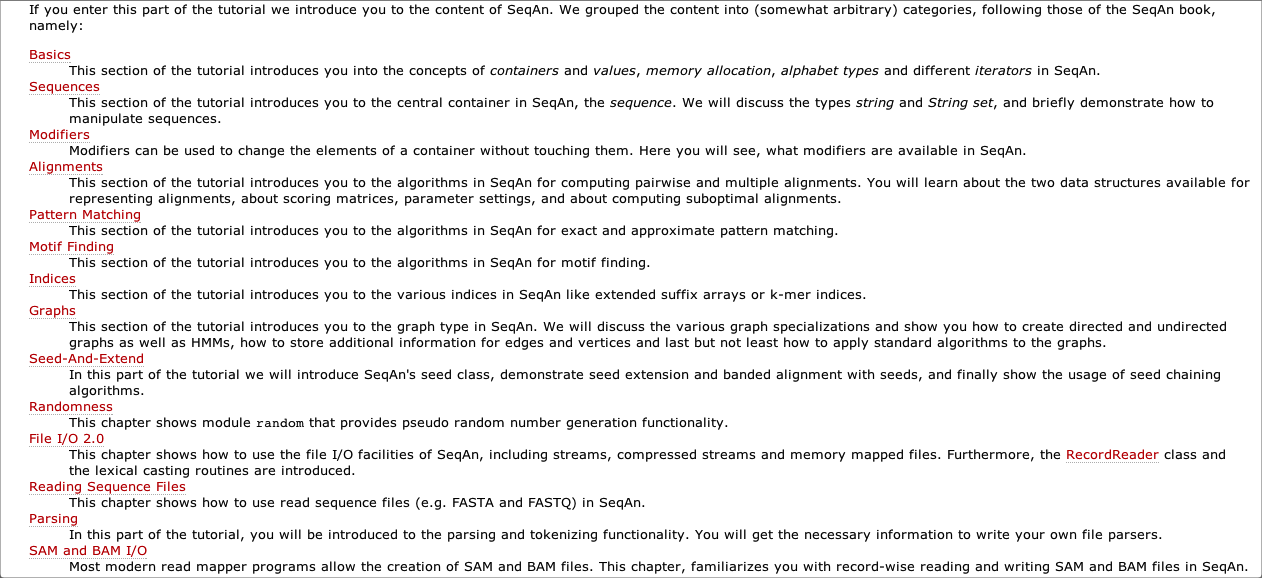 If you enter this part of the tutorial we introduce you to the content of SeqAn. We grouped the content into (somewhat arbitrary) categories, following those of the SeqAn book,
namely:
Basics
This section of the tutorial introduces you into the concepts of containers and values, memory allocation, alphabet types and different iterators in SeqAn.
Sequences
This section of the tutorial introduces you to the central container in SeqAn, the sequence. We will discuss the types string and String set, and briefly demonstrate how to
manipulate sequences.
Modifiers
Modifiers can be used to change the elements of a container without touching them. Here you will see, what modifiers are available in SeqAn.
Alignments
This section of the tutorial introduces you to the algorithms in SeqAn for computing pairwise and multiple alignments. You will learn about the two data structures available for
representing alignments, about scoring matrices, parameter settings, and about computing suboptimal alignments.
Pattern Matching
This section of the tutorial introduces you to the algorithms in SeqAn for exact and approximate pattern matching.
Motif Finding
This section of the tutorial introduces you to the algorithms in SeqAn for motif finding.
Indices
This section of the tutorial introduces you to the various indices in SeqAn like extended suffix arrays or k-mer indices.
Graphs
This section of the tutorial introduces you to the graph type in SeqAn. We will discuss the various graph specializations and show you how to create directed and undirected
graphs as well as HMMs, how to store additional information for edges and vertices and last but not least how to apply standard algorithms to the graphs.
Seed-And-Extend
In this part of the tutorial we will introduce SeqAn's seed class, demonstrate seed extension and banded alignment with seeds, and finally show the usage of seed chaining
algorithms.
Randomness
This chapter shows module random that provides pseudo random number generation functionality.
File I/O 2.0
This chapter shows how to use the file I/O facilities of SeqAn, including streams, compressed streams and memory mapped files. Furthermore, the RecordReader class and
the lexical casting routines are introduced.
Reading Sequence Files
This chapter shows how to use read sequence files (e.g. FASTA and FASTQ) in SeqAn.
Parsing
In this part of the tutorial, you will be introduced to the parsing and tokenizing functionality. You will get the necessary information to write your own file parsers.
SAM and BAM I/O
Most modern read mapper programs allow the creation of SAM and BAM files. This chapter, familiarizes you with record-wise reading and writing SAM and BAM files in SeqAn.